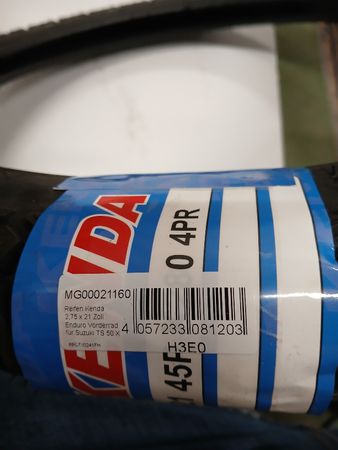 KENDA
0 4PR
1 45F
MG00021160
Reifen Kenda
2,75 x 21 Zoll
Enduro Vorderrad
für Suzuki TS 50 X
4 057233 081203
H3E0